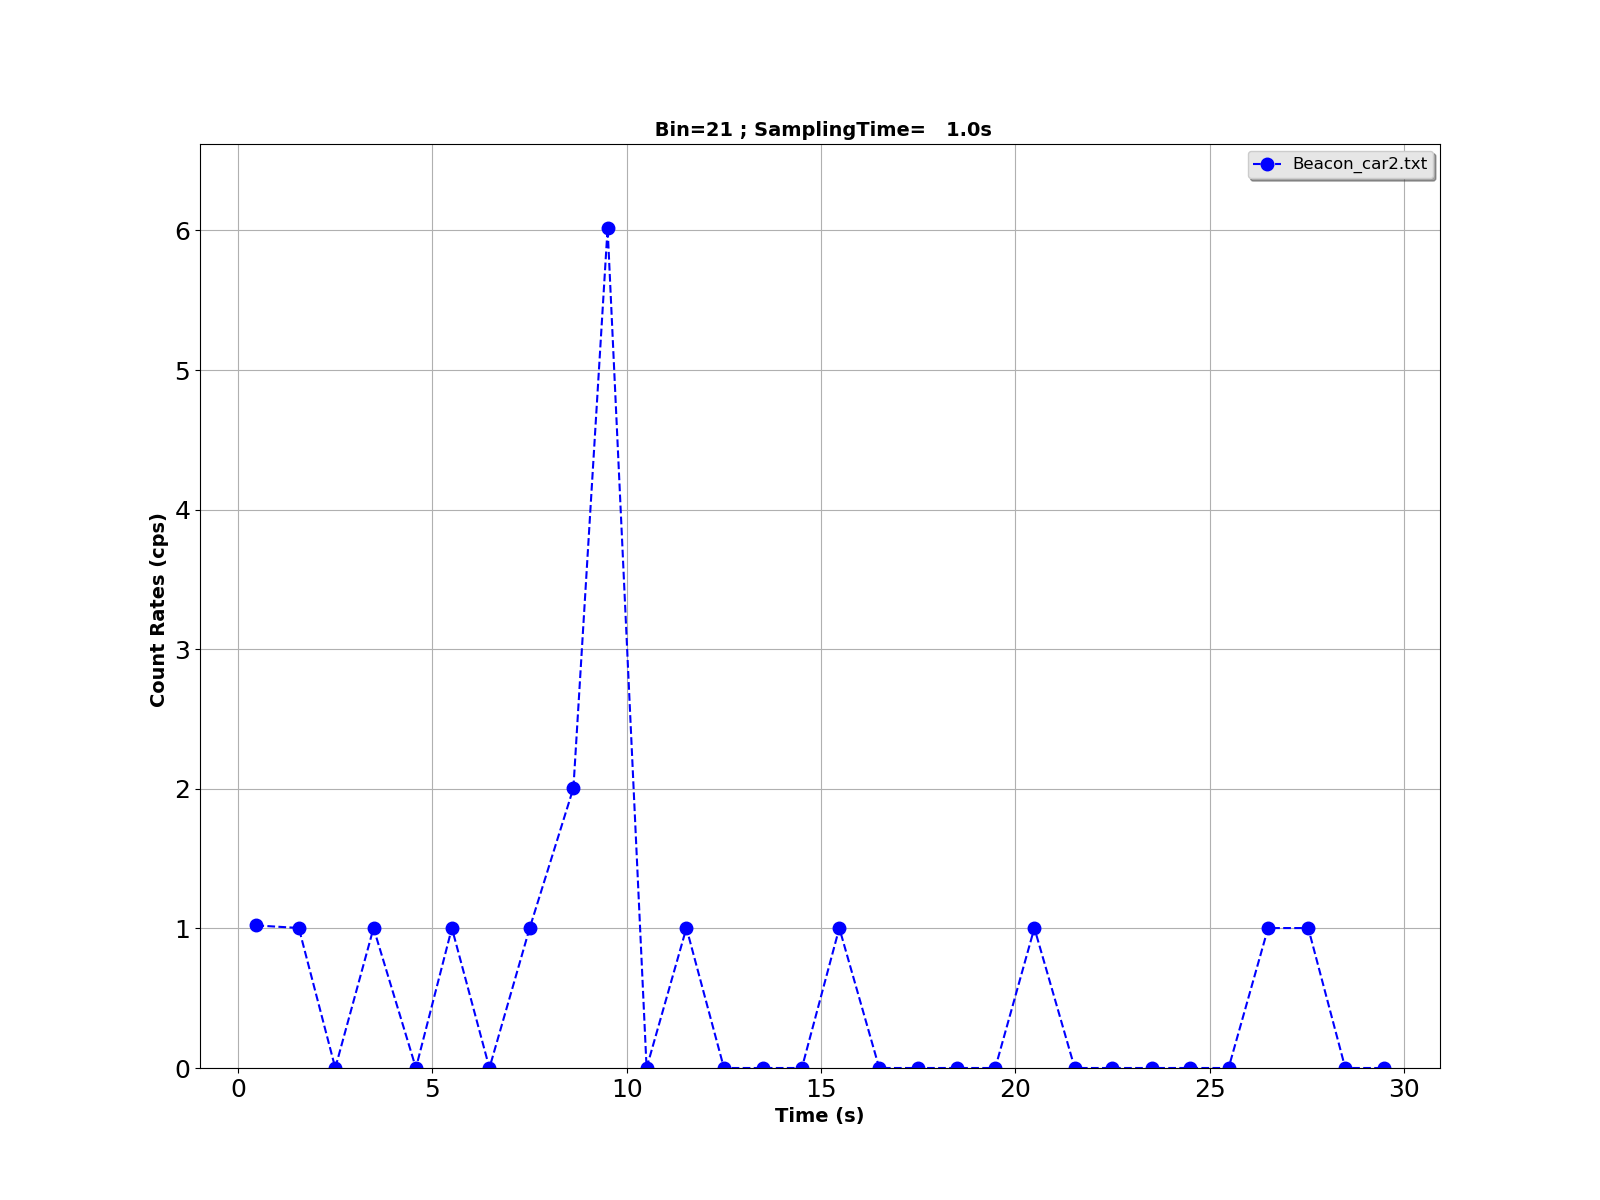 Bin=21 ; SamplingTime=   1.0s
Beacon_car2.txt
6
5
4
3
2
1
0
Count Rates (cps)
0 5 10 15 20 25 30
Time (s)